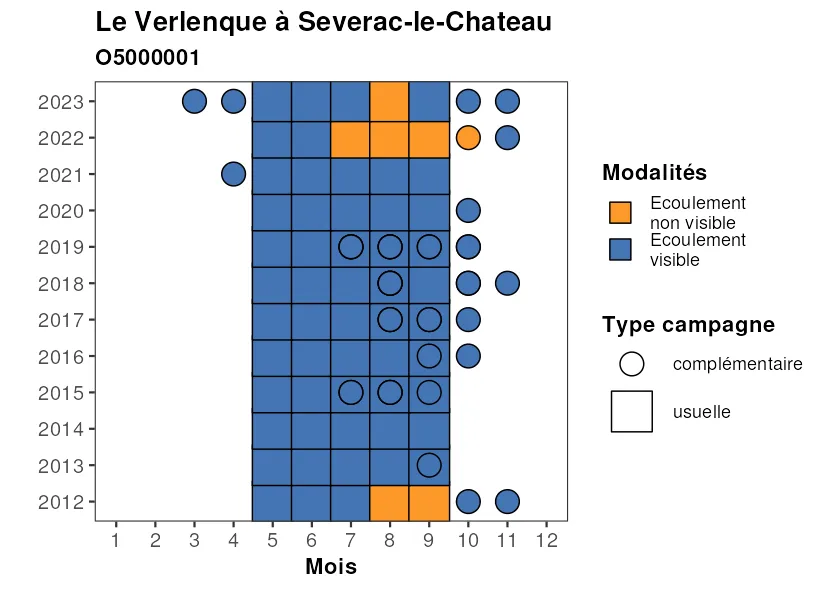 Le Verlenque à Severac-le-Chateau
O5000001
2023
2022
2021
2020
2019
2018
2017
2016
2015
2014
2013
2012
1 2 3 4 5 6 7 8 9 10 11 12
Mois
Modalités
Ecoulement
non visible
Ecoulement
visible
Type campagne
complémentaire
usuelle